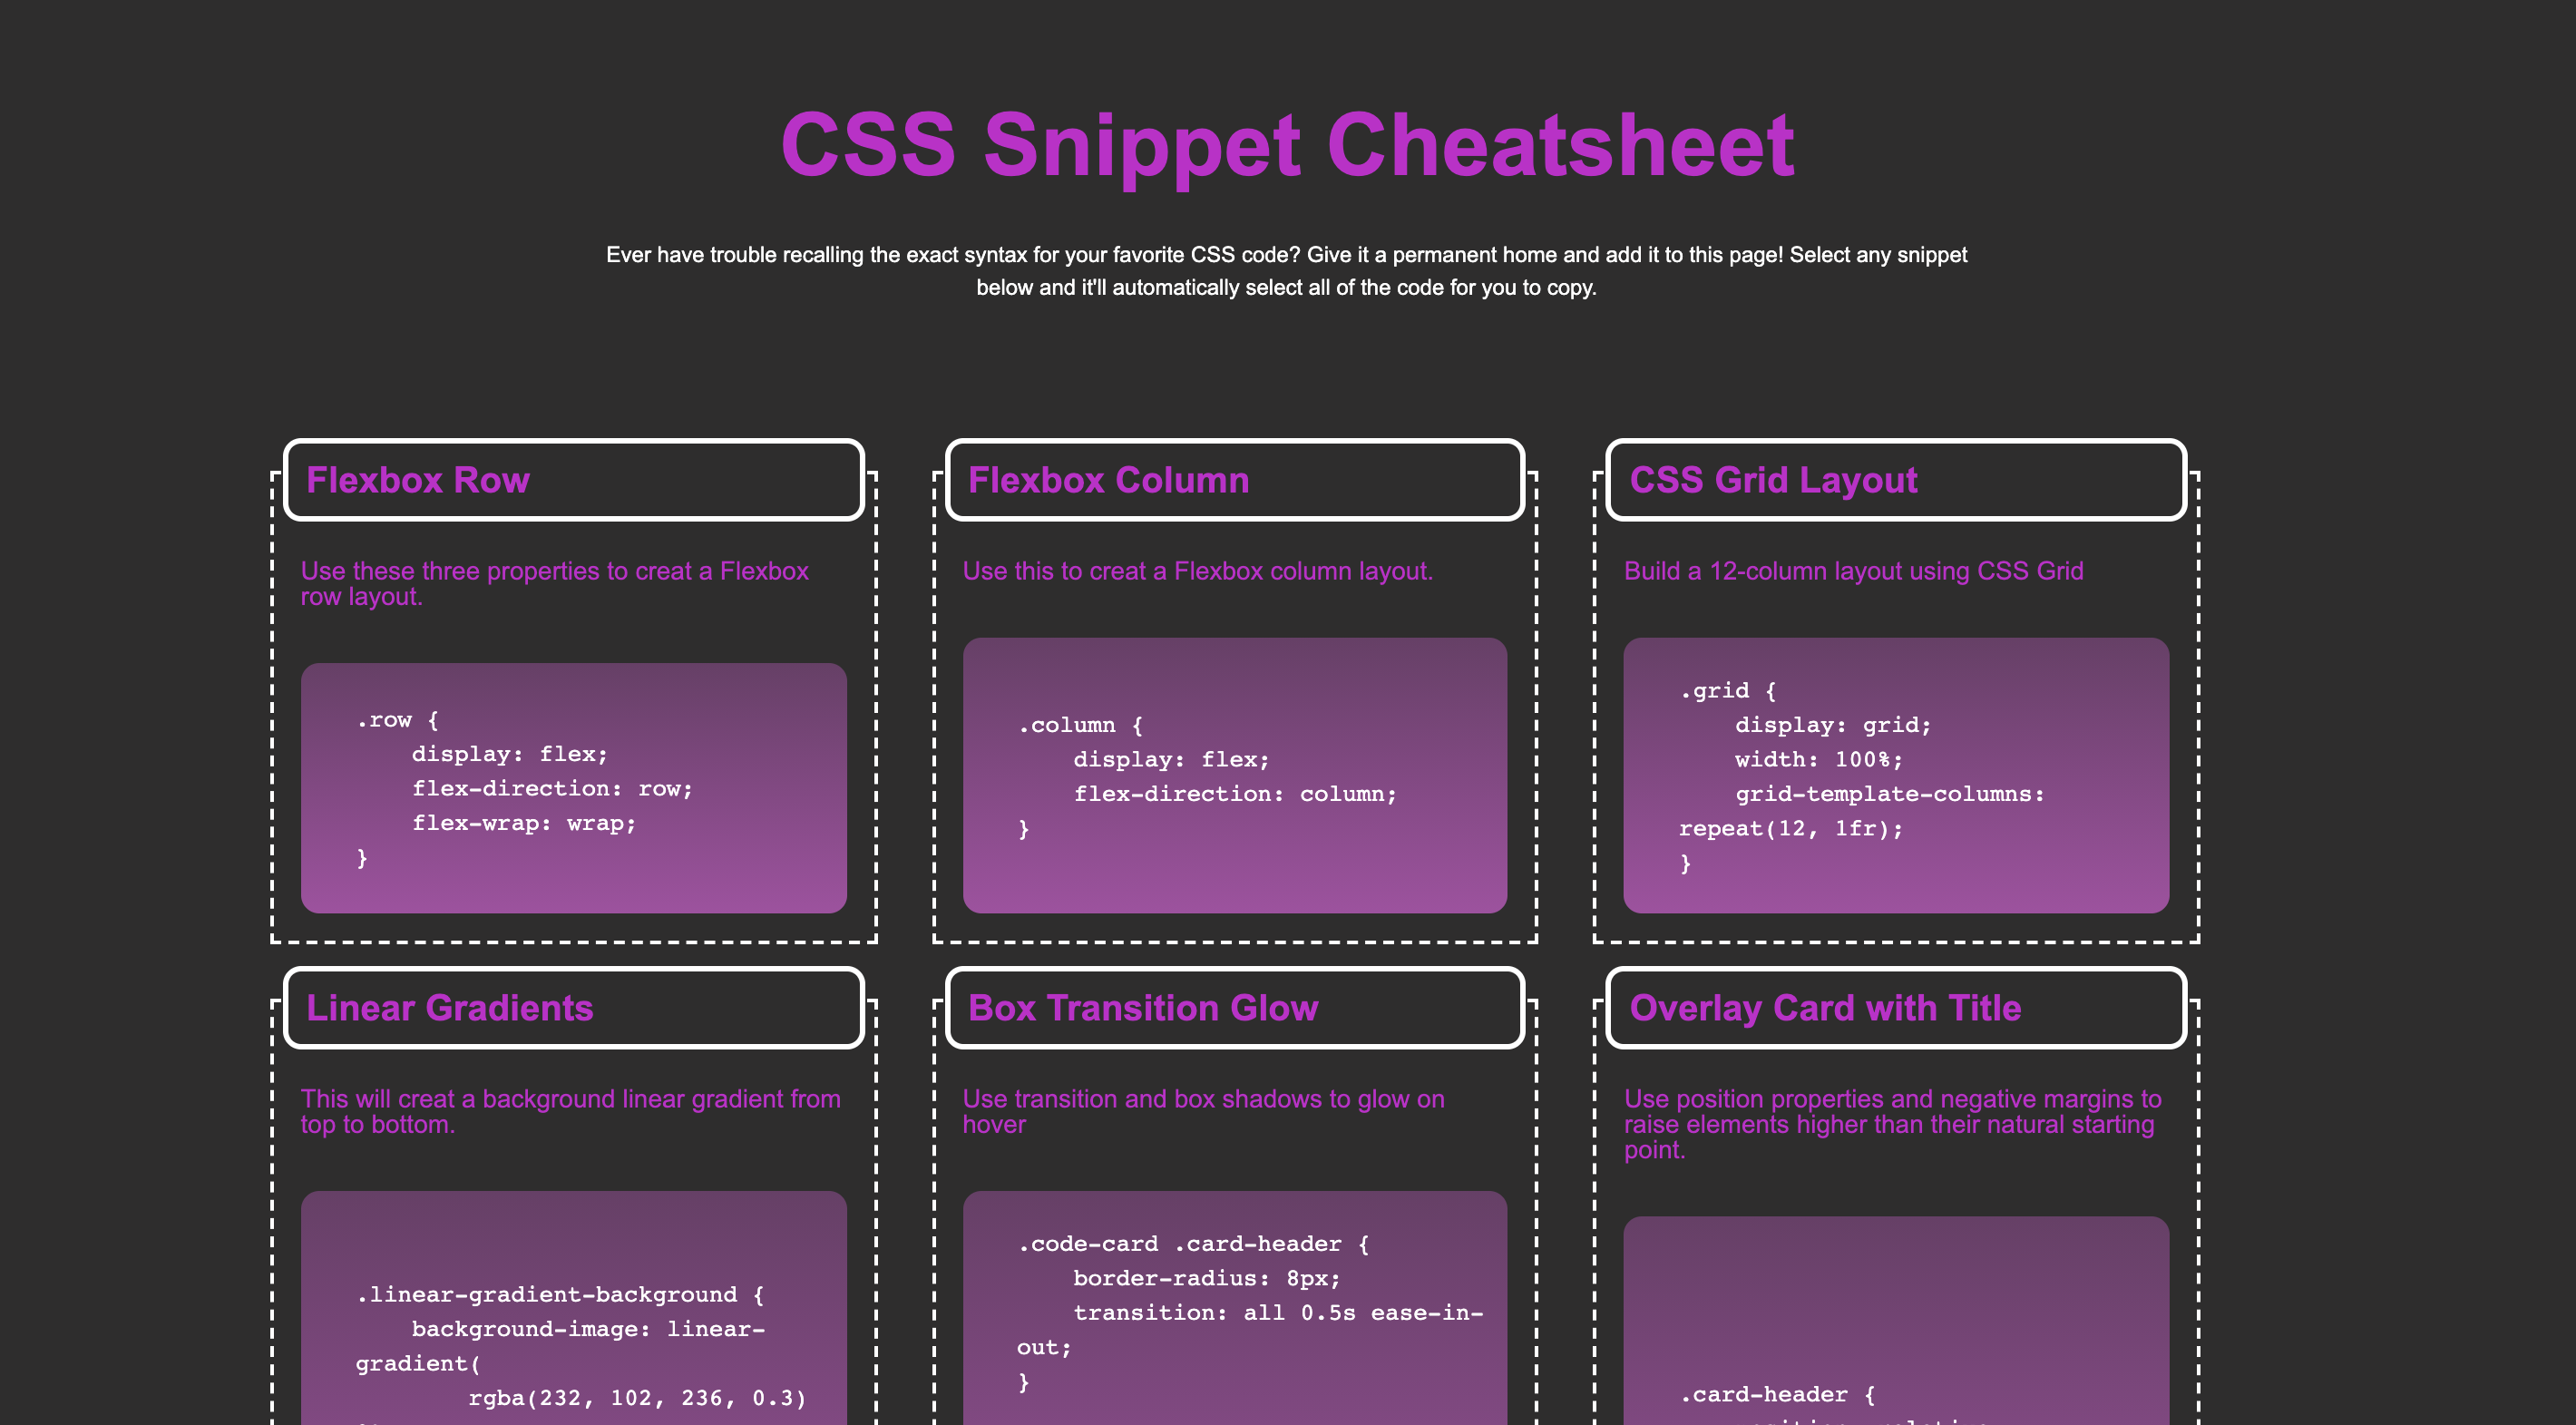 CSS Snippet Cheatsheet
Ever have trouble recalling the exact syntax for your favorite CSS code? Give it a permanent home and add it to this page! Select any snippet
below and it'll automatically select all of the code for you to copy.
Flexbox Row
Use these three properties to creat a Flexbox
row layout.
.row {
    display: flex;
    flex-direction: row;
    flex-wrap: wrap;
}
Flexbox Column
Use this to creat a Flexbox column layout.
.column {
    display: flex;
    flex-direction: column;
}
CSS Grid Layout
Build a 12-column layout using CSS Grid
.grid {
    display: grid;
    width: 100%;
    grid-template-columns:
repeat(12, 1fr);
}
Linear Gradients
This will creat a background linear gradient from
top to bottom.
.linear-gradient-background {
    background-image: linear-
gradient(
        rgba(232, 102, 236, 0.3)
Box Transition Glow
Use transition and box shadows to glow on
hover
.code-card .card-header {
    border-radius: 8px;
    transition: all 0.5s ease-in-
out;
}
Overlay Card with Title
Use position properties and negative margins to
raise elements higher than their natural starting
point.
.card-header {